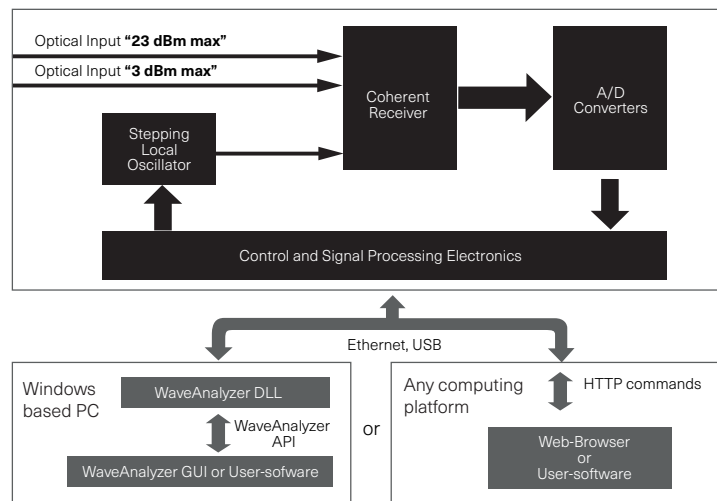 Optical Input “23 dBm max”
Optical Input “3 dBm max”
Coherent
Receiver
A/D
Converters
Stepping
Local
Oscillator
Control and Signal Processing Electronics
Ethernet, USB
Windows
based PC
WaveAnalyzer DLL
WaveAnalyzer
API
WaveAnalyzer GUI or User-sofware
or
Any computing
platform
HTTP commands
Web-Browser
or
User-software